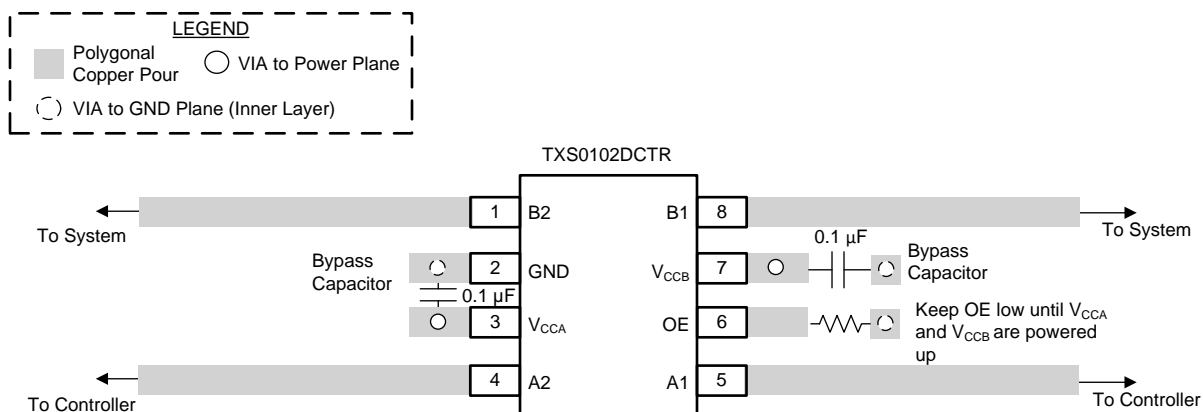 LEGEND
Polygonal
Copper Pour
VIA to Power Plane
VIA to GND Plane (Inner Layer)
TXS0102DCTR
1 B2
B1 8
To System
To System
Bypass
Capacitor
2 GND
0.1 µF
3 VCCA
VCCB 7
0.1 µF
Bypass
Capacitor
OE 6
Keep OE low until VCCA
and VCCB are powered
up
4 A2
A1 5
To Controller
To Controller